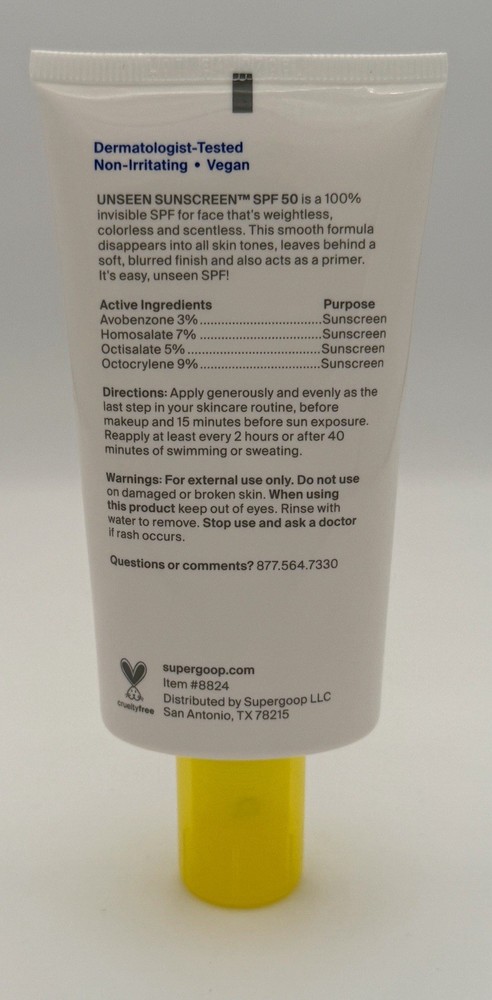 Dermatologist-Tested
Non-Irritating • Vegan
UNSEEN SUNSCREEN™ SPF 50 is a 100%
invisible SPF for face that's weightless,
colorless and scentless. This smooth formula
disappears into all skin tones, leaves behind a
soft, blurred finish and also acts as a primer.
It's easy, unseen SPF!
Active Ingredients Purpose
Avobenzone 3%..............................Sunscreen
Homosalate 7% ..............................Sunscreen
Octisalate 5%.................................Sunscreen
Octocrylene 9%..............................Sunscreen
Directions: Apply generously and evenly as the
last step in your skincare routine, before
makeup and 15 minutes before sun exposure.
Reapply at least every 2 hours or after 40
minutes of swimming or sweating.
Warnings: For external use only. Do not use
on damaged or broken skin. When using
this product keep out of eyes. Rinse with
water to remove. Stop use and ask a doctor
if rash occurs.
Questions or comments? 877.564.7330
crueltyfree
supergoop.com
Item #8824
Distributed by Supergoop LLC
San Antonio, TX 78215